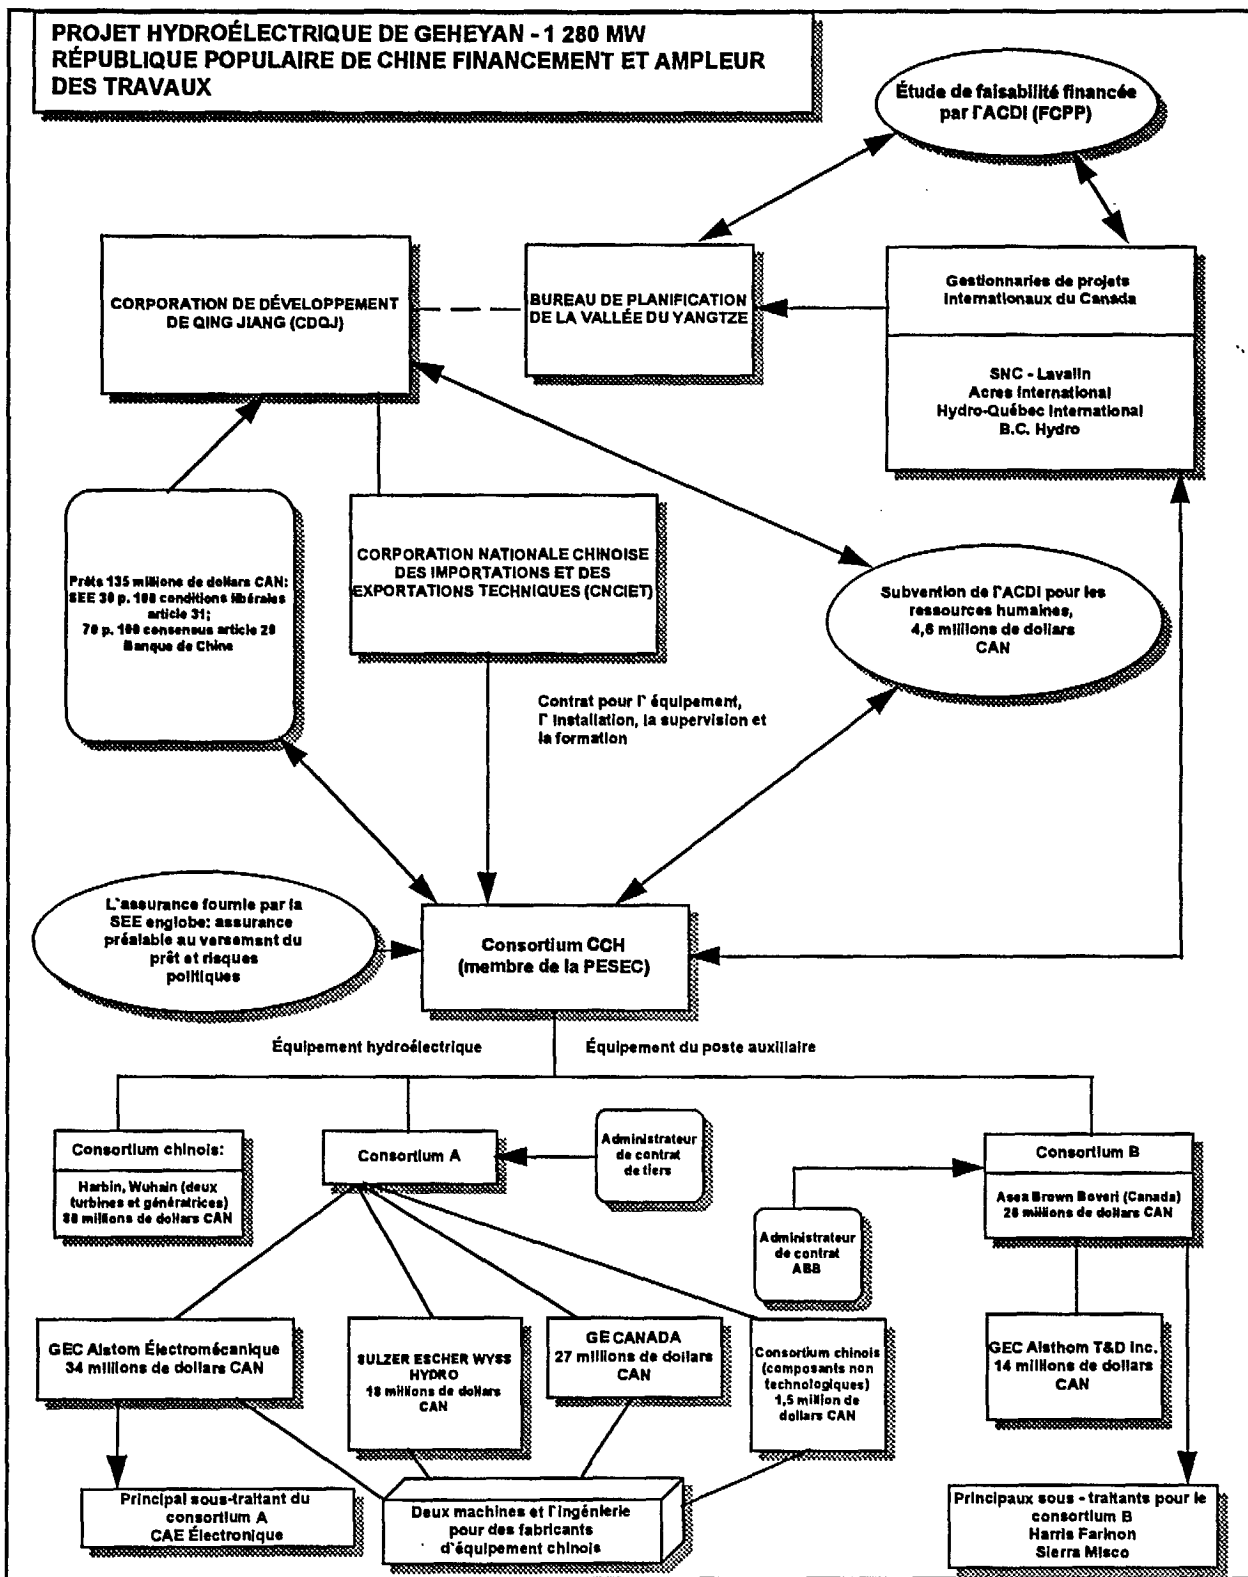 PROJET HYDROÉLECTRIQUE DE GEHEYAN - 1 280 MW
RÉPUBLIQUE POPULAIRE DE CHINE FINANCEMENT ET AMPLEUR
DES TRAVAUX
Étude de faisabilité financée
par l'ACDI (FCPP)
CORPORATION DE DÉVELOPPEMENT
DE QING JIANG (CDQJ)
BUREAU DE PLANIFICATION
DE LA VALLÉE DU YANGTZE
Gestionnaries de projets
Internationaux du Canada
SNC - Lavalin
Acres International
Hydro-Québec International
B.C. Hydro
Prêts 135 millions de dollars CAN:
SEE 30 p. 100 conditions libérales
article 31;
70 p. 100 consensus article 29
Banque de Chine
CORPORATION NATIONALE CHINOISE
DES IMPORTATIONS ET DES
EXPORTATIONS TECHNIQUES (CNCIET)
Subvention de l'ACDI pour les
ressources humaines,
4,6 millions de dollars
CAN
Contrat pour l' équipement,
l' installation, la supervision et
la formation
L'assurance fournie par la
SEE englobe: assurance
préalable au versement du
prêt et risques
politiques
Consortium CCH
(membre de la PESEC)
Équipement hydroélectrique
Équipement du poste auxiliaire
Consortium chinois:
Harbin, Wuhain (deux
turbines et génératrices)
millions de dollars CAN
Consortium A
Administrateur
de contrat
de tiers
Consortium B
Asea Brown Boveri (Canada)
millions de dollars CAN
Administrateur
de contrat
ABB
GEC Alstom Électromécanique
34 millions de dollars CAN
SULZER ESCHER WYSS
HYDRO
18 millions de dollars
CAN
GE CANADA
27 millions de dollars
CAN
Consortium chinois
(composants non
technologiques)
1,5 million de
dollars CAN
GEC Alsthom T&D Inc.
14 millions de dollars
CAN
Principal sous-traitant du
consortium A
CAE Électronique
Deux machines et l'ingénierie
pour des fabricants
d'équipement chinois
Principaux sous - traitants pour le
consortium B
Harris Farinon
Sierra Misco